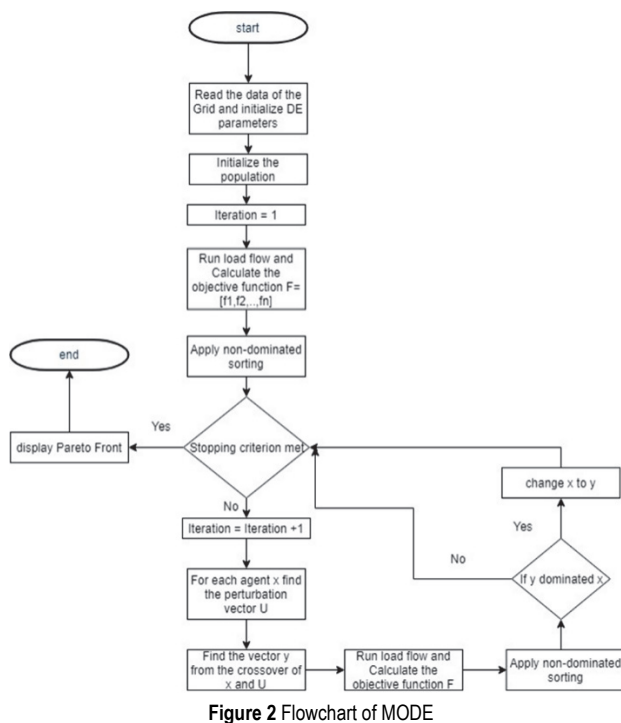 start
Read the data of the
Grid and initialize DE
parameters
Initialize the
population
Iteration = 1
Run load flow and
Calculate the
objective function F=
[f1,f2,..,fn]
Apply non-dominated
sorting
end
Yes
display Pareto Front
Stopping criterion met
No
Iteration = Iteration +1
For each agent x find
the perturbation
vector U
Find the vector y
from the crossover of
x and U
Run load flow and
Calculate the
objective function F
Apply non-dominated
sorting
If y dominated x
No
Yes
change x to y
Figure 2 Flowchart of MODE